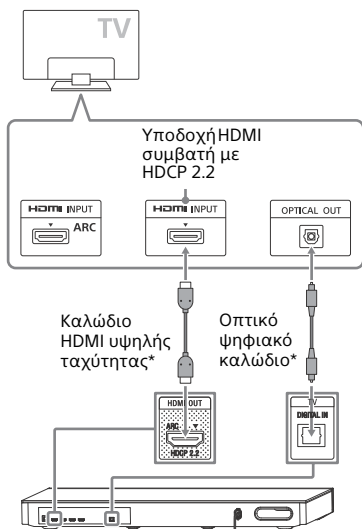 TV
Υποδοχή HDMI
συμβατή με
HDCP 2.2
HDMI INPUT
ARC
HDMI INPUT
OPTICAL OUT
Καλώδιο
HDMI υψηλής
ταχύτητας*
Οπτικό
ψηφιακό
καλώδιο*
HDMI OUT
ARC
HDCP 2.2
TV
DIGITAL IN